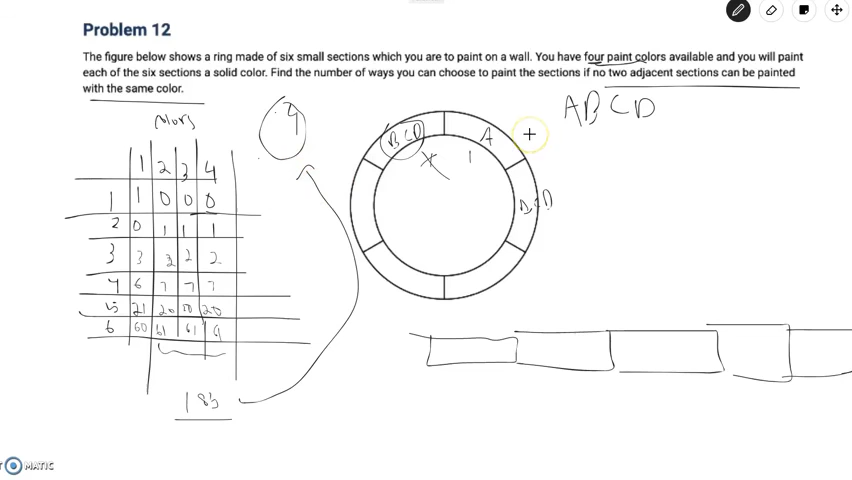 Problem 12
The figure below shows a ring made of six small sections which you are to paint on a wall. You have four paint colors available and you will paint
each of the six sections a solid color. Find the number of ways you can choose to paint the sections if no two adjacent sections can be painted
with the same color.
A B C D
colors
9
B C D
A
1 2 3 4
1 1 0 0 0
2 0 1 1 1
3 3 2 2 2
4 6 7 7 7
5 21 20 20 20
6 60 61 61
183
MATIC